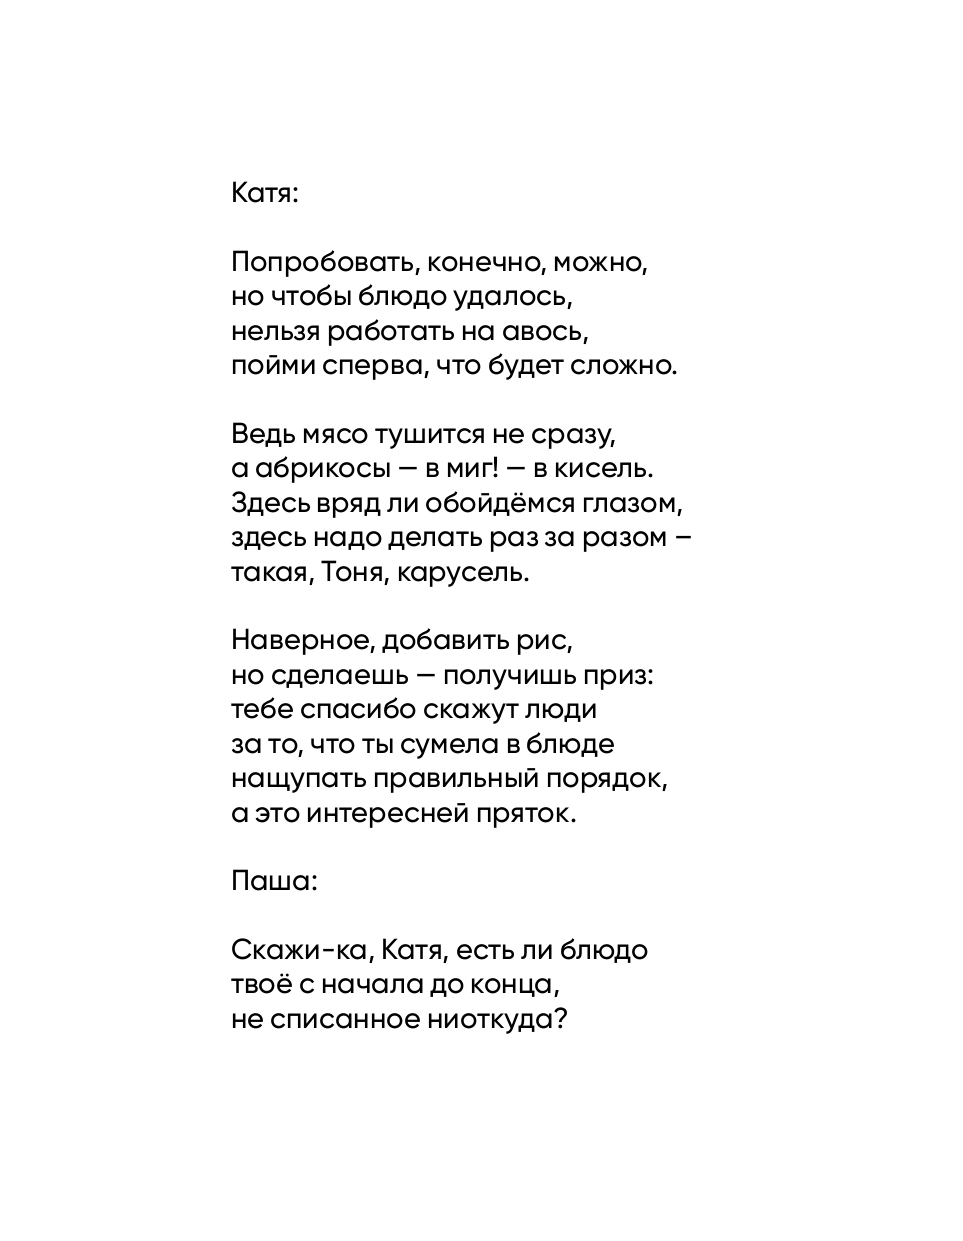 Катя:
Попробовать, конечно, можно,
но чтобы блюдо удалось,
нельзя работать на авось,
пойми сперва, что будет сложно.
Ведь мясо тушится не сразу,
а абрикосы — в миг! — в кисель.
Здесь вряд ли обойдёмся глазом,
здесь надо делать раз за разом –
такая, Тоня, карусель.
Наверное, добавить рис,
но сделаешь — получишь приз:
тебе спасибо скажут люди
за то, что ты сумела в блюде
нащупать правильный порядок,
а это интересней пряток.
Паша:
Скажи-ка, Катя, есть ли блюдо
твоё с начала до конца,
не списанное ниоткуда?